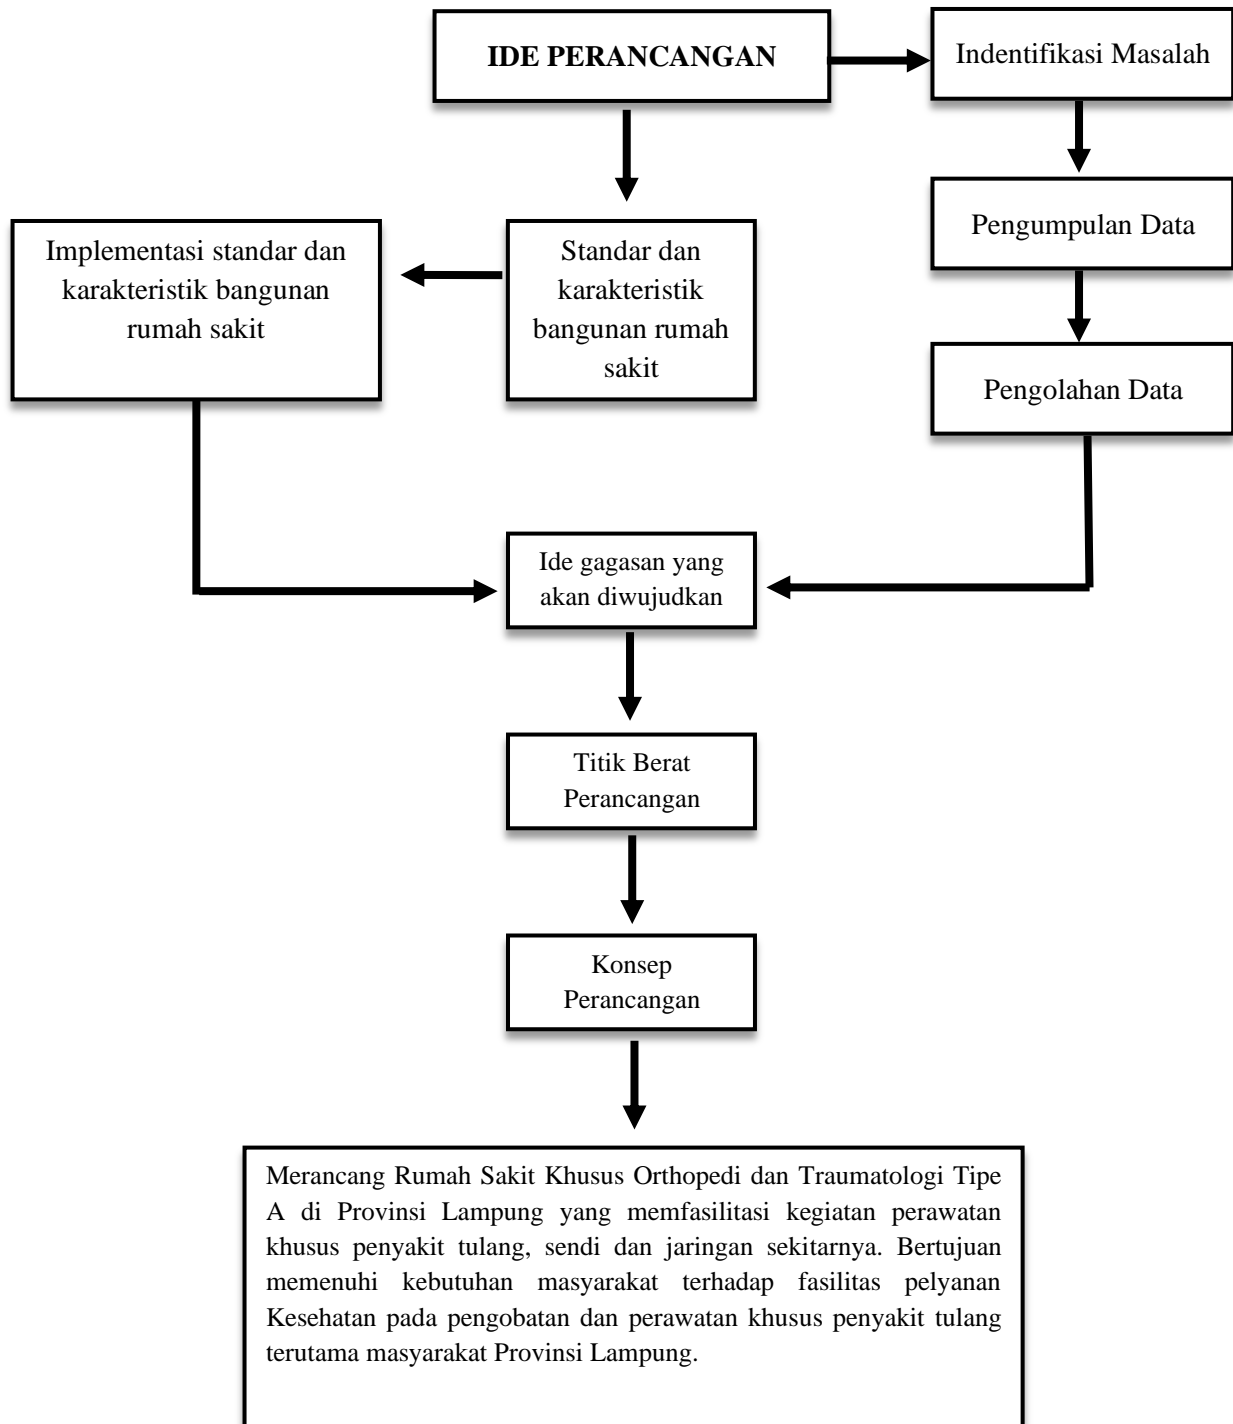 IDE PERANCANGAN
Indentifikasi Masalah
Pengumpulan Data
Implementasi standar dan
karakteristik bangunan
rumah sakit
Standar dan
karakteristik
bangunan rumah
sakit
Pengolahan Data
Ide gagasan yang
akan diwujudkan
Titik Berat
Perancangan
Konsep
Perancangan
Merancang Rumah Sakit Khusus Orthopedi dan Traumatologi Tipe
A di Provinsi Lampung yang memfasilitasi kegiatan perawatan
khusus penyakit tulang, sendi dan jaringan sekitarnya. Bertujuan
memenuhi kebutuhan masyarakat terhadap fasilitas pelyanan
Kesehatan pada pengobatan dan perawatan khusus penyakit tulang
terutama masyarakat Provinsi Lampung.